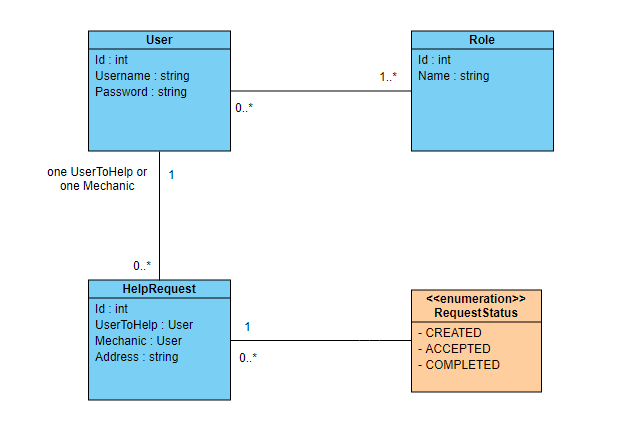 User
Id : int
Username : string
Password : string
Role
Id : int
Name : string
1..*
0..*
one UserToHelp or
one Mechanic
1
0..*
HelpRequest
Id : int
UserToHelp : User
Mechanic : User
Address : string
1
0..*
<<enumeration>>
RequestStatus
- CREATED
- ACCEPTED
- COMPLETED